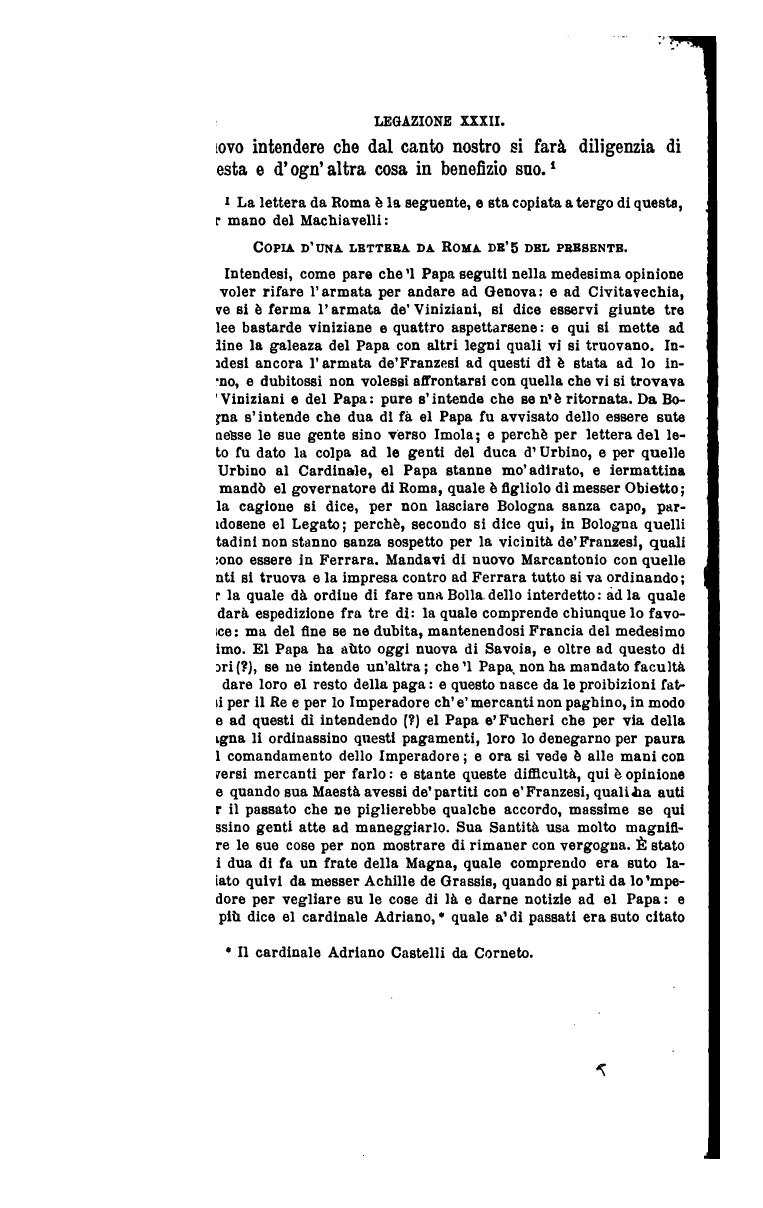 LEGAZIONE XXXII.
ovo intendere che dal canto nostro si farà diligenzia di
esta e d'ogn'altra cosa in benefizio suo. ¹
¹ La lettera da Roma è la seguente, e sta copiata a tergo di questa,
r mano del Machiavelli:
COPIA D'UNA LETTERA DA ROMA DE'5 DEL PRESENTE.
Intendesi, come pare che 'l Papa seguiti nella medesima opinione
voler rifare l'armata per andare ad Genova: e ad Civitavechia,
ve si è ferma l'armata de' Viniziani, si dice esservi giunte tre
lee bastarde viniziane e quattro aspettarsene: e qui si mette ad
line la galeaza del Papa con altri legni quali vi si truovano. In-
desi ancora l'armata de'Franzesi ad questi dì è stata ad lo in-
rno, e dubitossi non volessi affrontarsi con quella che vi si trovava
' Viniziani e del Papa: pure s'intende che se n'è ritornata. Da Bo-
gna s'intende che dua dì fa el Papa fu avvisato dello essere sute
nesse le sue gente sino verso Imola; e perchè per lettera del le-
to fu dato la colpa ad le genti del duca d'Urbino, e per quelle
Urbino al Cardinale, el Papa stanne mo'adirato, e iermattina
mandò el governatore di Roma, quale è figliolo di messer Obietto;
la cagione si dice, per non lasciare Bologna sanza capo, par-
dosene el Legato; perchè, secondo si dice qui, in Bologna quelli
tadini non stanno sanza sospetto per la vicinità de'Franzesi, quali
cono essere in Ferrara. Mandavi di nuovo Marcantonio con quelle
nti si truova e la impresa contro ad Ferrara tutto si va ordinando;
r la quale dà ordine di fare una Bolla dello interdetto: ad la quale
darà espedizione fra tre dì: la quale comprende chiunque lo favo-
ice: ma del fine se ne dubita, mantenendosi Francia del medesimo
imo. El Papa ha aùto oggi nuova di Savoia, e oltre ad questo di
ori (?), se ne intende un'altra; che 'l Papa non ha mandato facultà
dare loro el resto della paga: e questo nasce da le proibizioni fat-
li per il Re e per lo Imperadore ch'e'mercanti non paghino, in modo
e ad questi dì intendendo (?) el Papa e'Fucheri che per via della
agna li ordinassino questi pagamenti, loro lo denegarno per paura
l comandamento dello Imperadore; e ora si vede è alle mani con
versi mercanti per farlo: e stante queste difficultà, qui è opinione
e quando sua Maestà avessi de'partiti con e'Franzesi, quali ha auti
r il passato che ne piglierebbe qualche accordo, massime se qui
ssino genti atte ad maneggiarlo. Sua Santità usa molto magnifi-
re le sue cose per non mostrare di rimaner con vergogna. È stato
i dua dì fa un frate della Magna, quale comprendo era suto la-
iato quivi da messer Achille de Grassis, quando si partì da lo 'mpe-
dore per vegliare su le cose di là e darne notizie ad el Papa: e
più dice el cardinale Adriano, * quale a'dì passati era suto citato
* Il cardinale Adriano Castelli da Corneto.